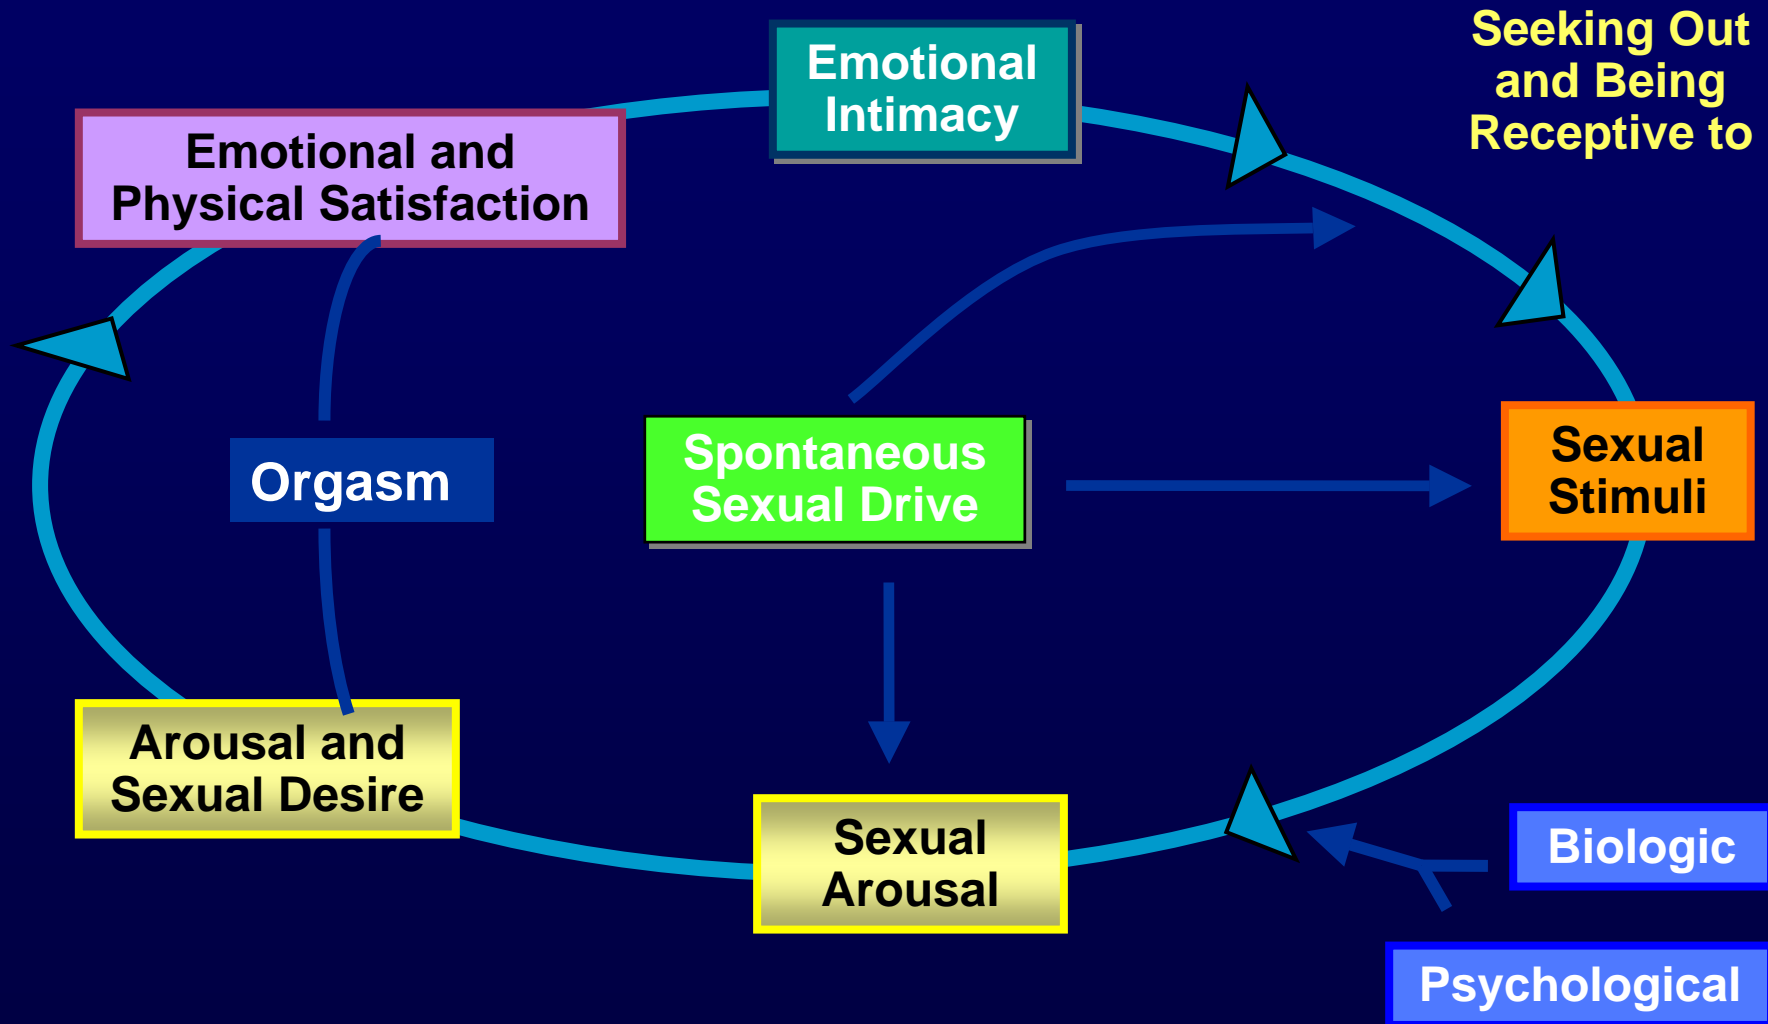 Seeking Out
and Being
Receptive to
Emotional
Intimacy
Emotional and
Physical Satisfaction
Orgasm
Spontaneous
Sexual Drive
Sexual
Stimuli
Arousal and
Sexual Desire
Sexual
Arousal
Biologic
Psychological